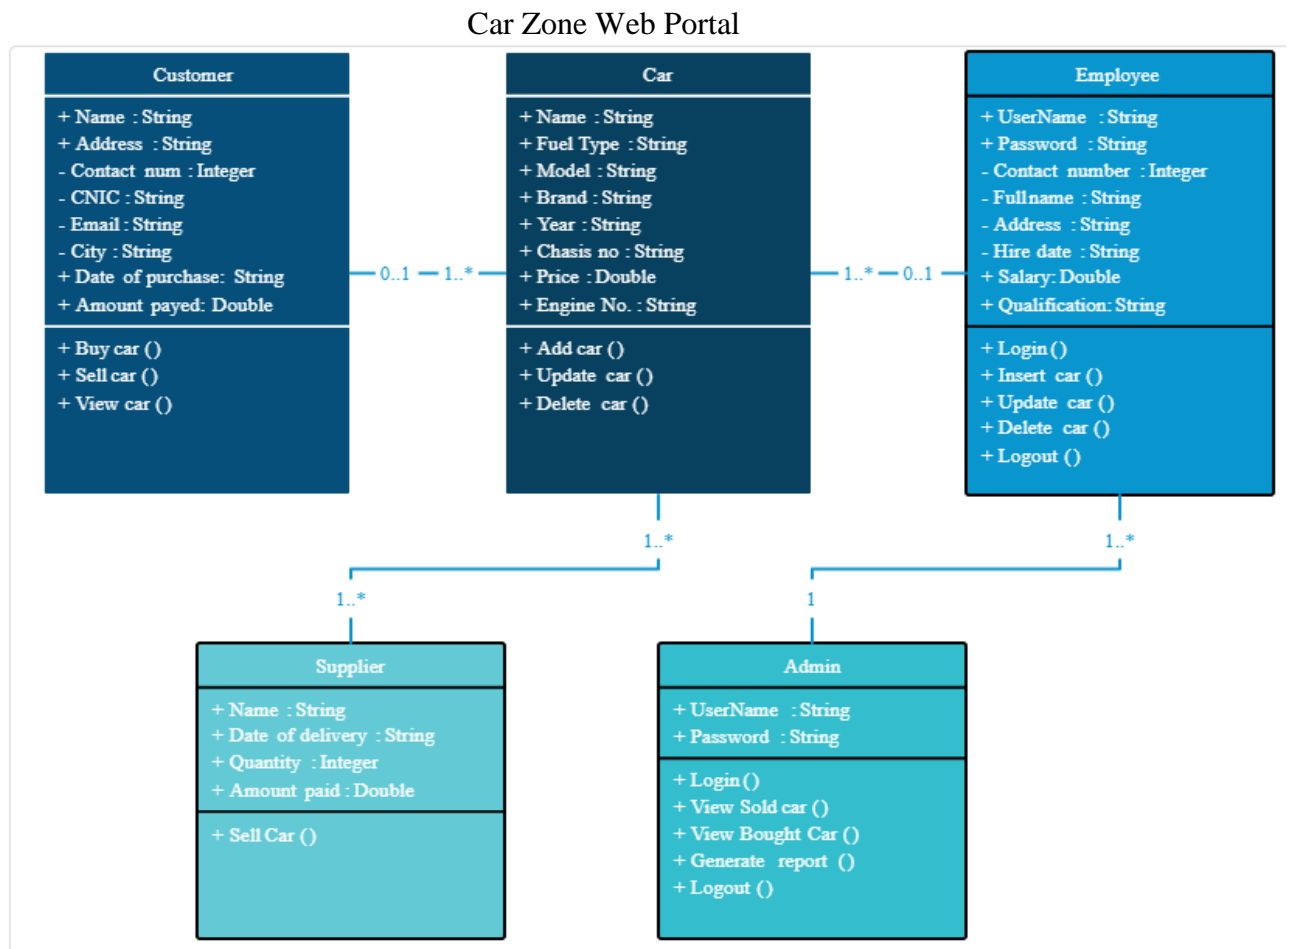 Car Zone Web Portal
Customer
+ Name : String
+ Address : String
- Contact num : Integer
- CNIC : String
- Email : String
- City : String
+ Date of purchase: String
+ Amount payed: Double
+ Buy car ()
+ Sell car ()
+ View car ()
0..1
1..*
Car
+ Name : String
+ Fuel Type : String
+ Model : String
+ Brand : String
+ Year : String
+ Chasis no : String
+ Price : Double
+ Engine No. : String
+ Add car ()
+ Update car ()
+ Delete car ()
1..*
0..1
Employee
+ UserName : String
+ Password : String
- Contact number : Integer
- Fullname : String
- Address : String
- Hire date : String
+ Salary: Double
+ Qualification: String
+ Login ()
+ Insert car ()
+ Update car ()
+ Delete car ()
+ Logout ()
1..*
1..*
1..*
1
Supplier
+ Name : String
+ Date of delivery : String
+ Quantity : Integer
+ Amount paid : Double
+ Sell Car ()
Admin
+ UserName : String
+ Password : String
+ Login ()
+ View Sold car ()
+ View Bought Car ()
+ Generate report ()
+ Logout ()